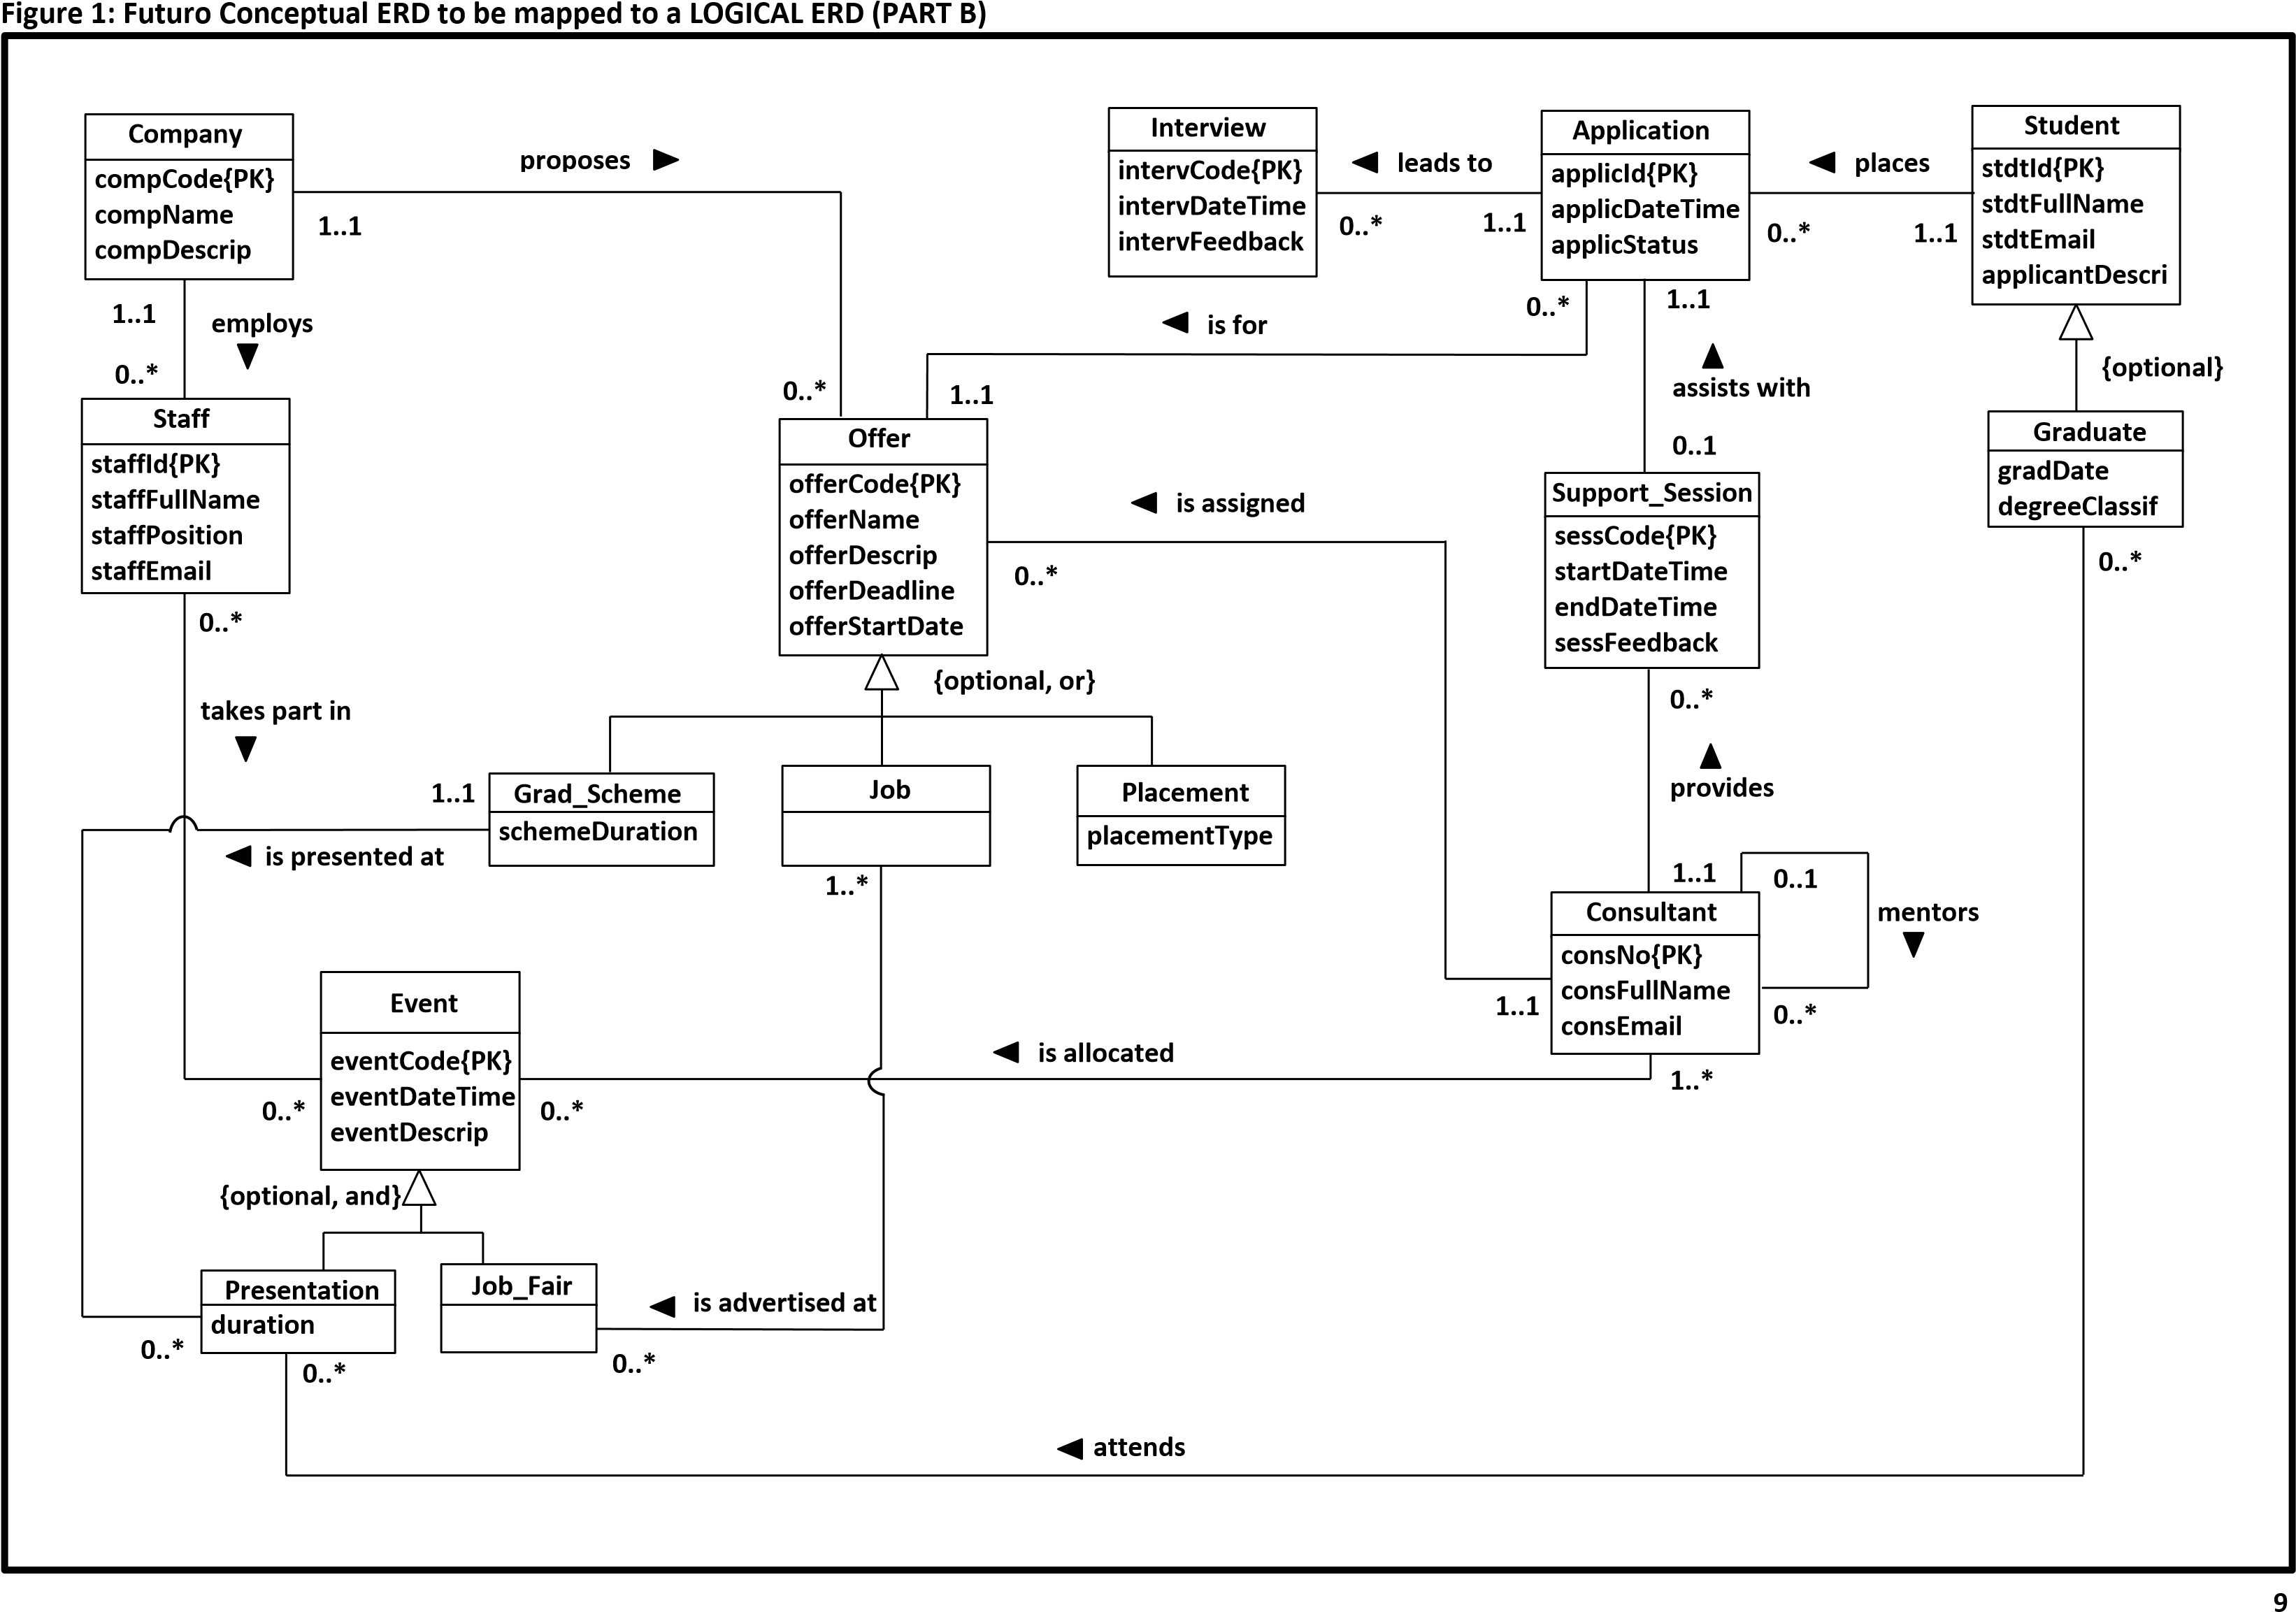 Figure 1: Futuro Conceptual ERD to be mapped to a LOGICAL ERD (PART B)
Company
compCode{PK}
compName
compDescrip
proposes
1..1
Interview
intervCode{PK}
intervDateTime
intervFeedback
leads to
0..*
1..1
Application
applicId{PK}
applicDateTime
applicStatus
places
0..*
1..1
Student
stdtId{PK}
stdtFullName
stdtEmail
applicantDescri
1..1
employs
0..*
0..*
is for
1..1
0..*
1..1
assists with
0..1
{optional}
Staff
staffId{PK}
staffFullName
staffPosition
staffEmail
0..*
Offer
offerCode{PK}
offerName
offerDescrip
offerDeadline
offerStartDate
is assigned
0..*
Support_Session
sessCode{PK}
startDateTime
endDateTime
sessFeedback
0..*
Graduate
gradDate
degreeClassif
0..*
takes part in
{optional, or}
provides
1..1
Grad_Scheme
schemeDuration
Job
Placement
placementType
is presented at
1..*
1..1
0..1
mentors
Consultant
consNo{PK}
consFullName
consEmail
1..1
0..*
Event
eventCode{PK}
eventDateTime
eventDescrip
is allocated
1..*
0..*
0..*
{optional, and}
Presentation
duration
Job_Fair
is advertised at
0..*
0..*
0..*
attends
9